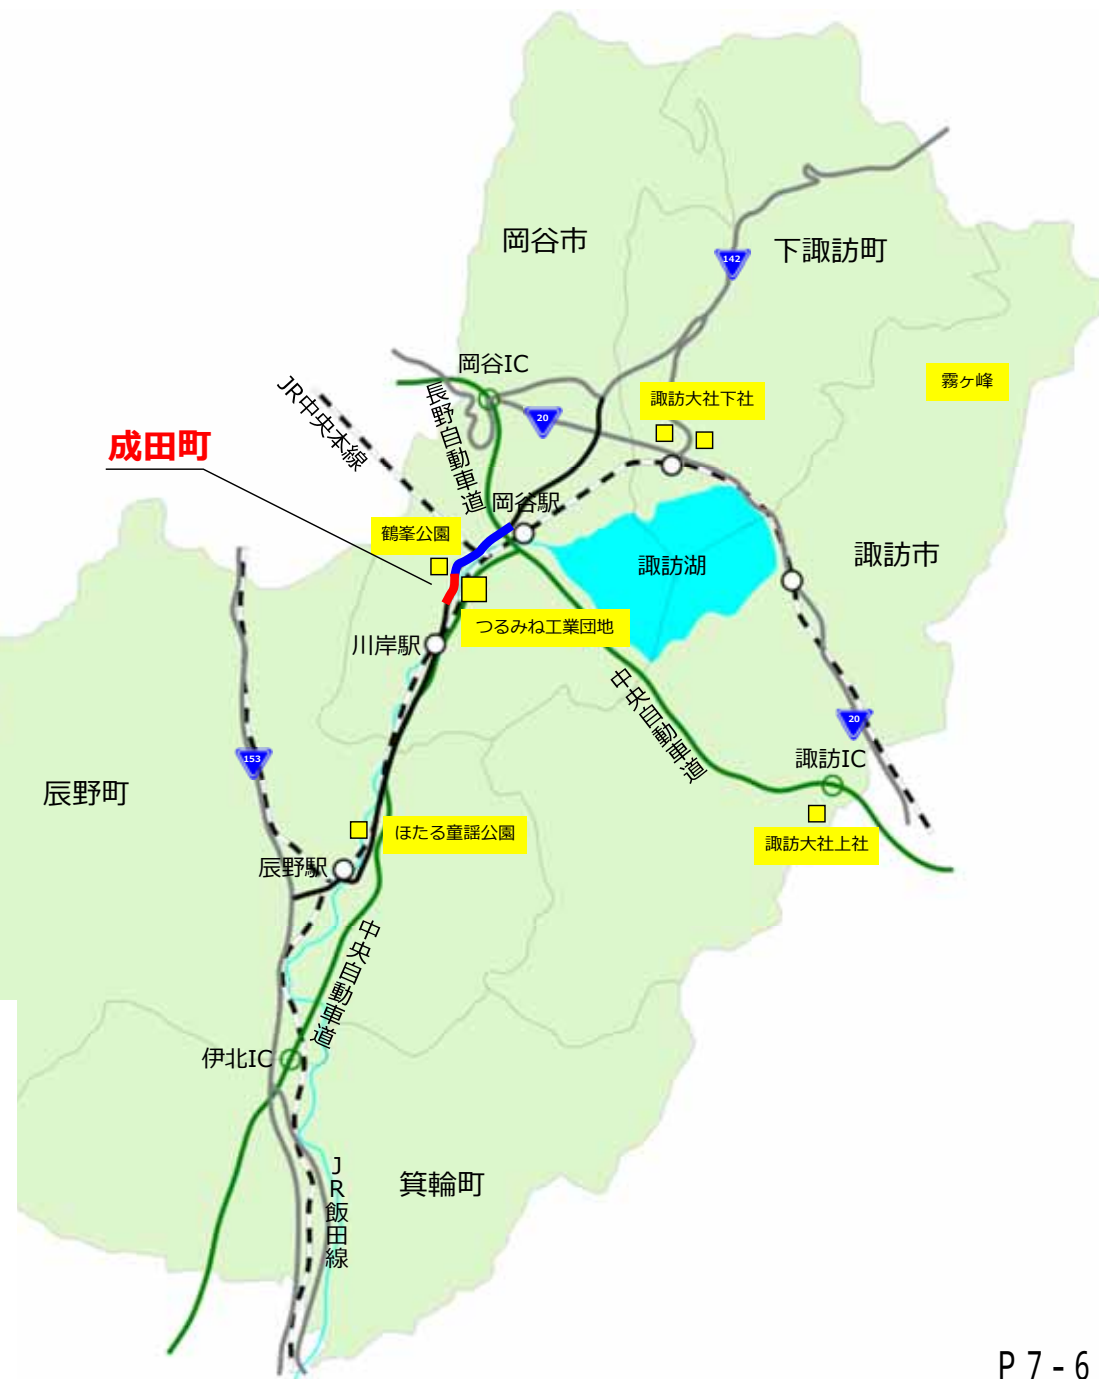 岡谷市
下諏訪町
142
岡谷IC
霧ヶ峰
JR中央本線
長野自動車道
諏訪大社下社
20
成田町
岡谷駅
鶴峯公園
諏訪湖
諏訪市
つるみね工業団地
川岸駅
中央自動車道
20
153
諏訪IC
辰野町
ほたる童謡公園
諏訪大社上社
辰野駅
中央自動車道
伊北IC
JR飯田線
箕輪町
P7-6